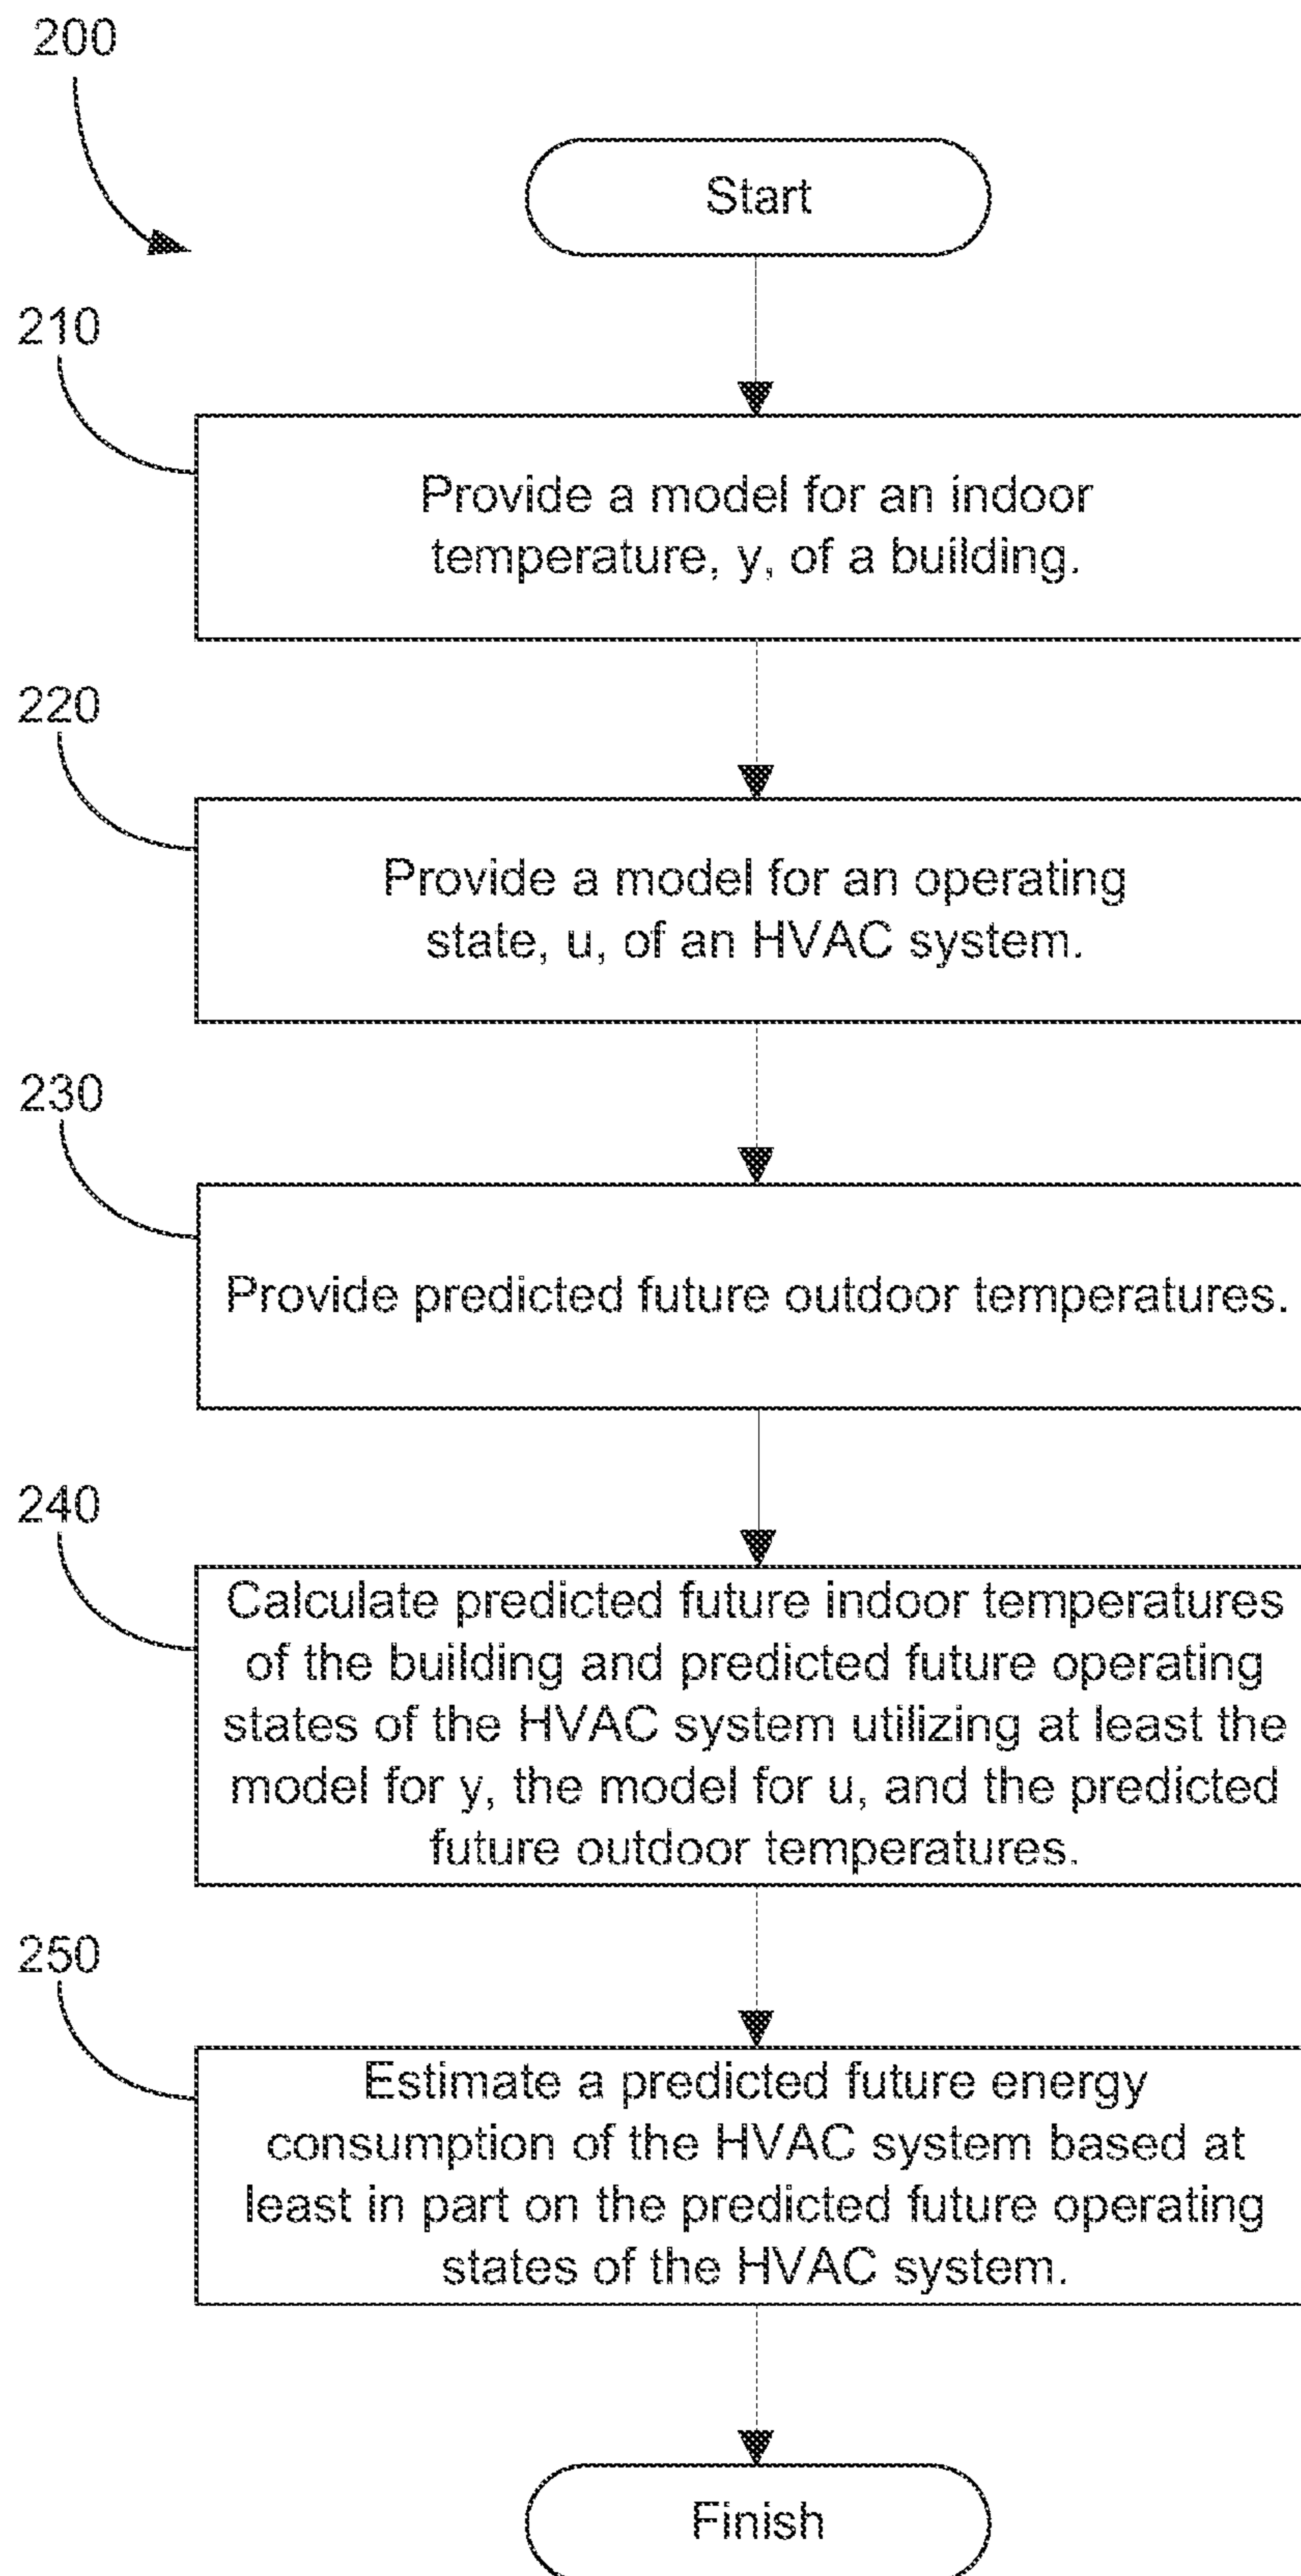 200
Start
210
Provide a model for an indoor
temperature, y, of a building.
220
Provide a model for an operating
state, u, of an HVAC system.
230
Provide predicted future outdoor temperatures.
240
Calculate predicted future indoor temperatures
of the building and predicted future operating
states of the HVAC system utilizing at least the
model for y, the model for u, and the predicted
future outdoor temperatures.
250
Estimate a predicted future energy
consumption of the HVAC system based at
least in part on the predicted future operating
states of the HVAC system.
Finish